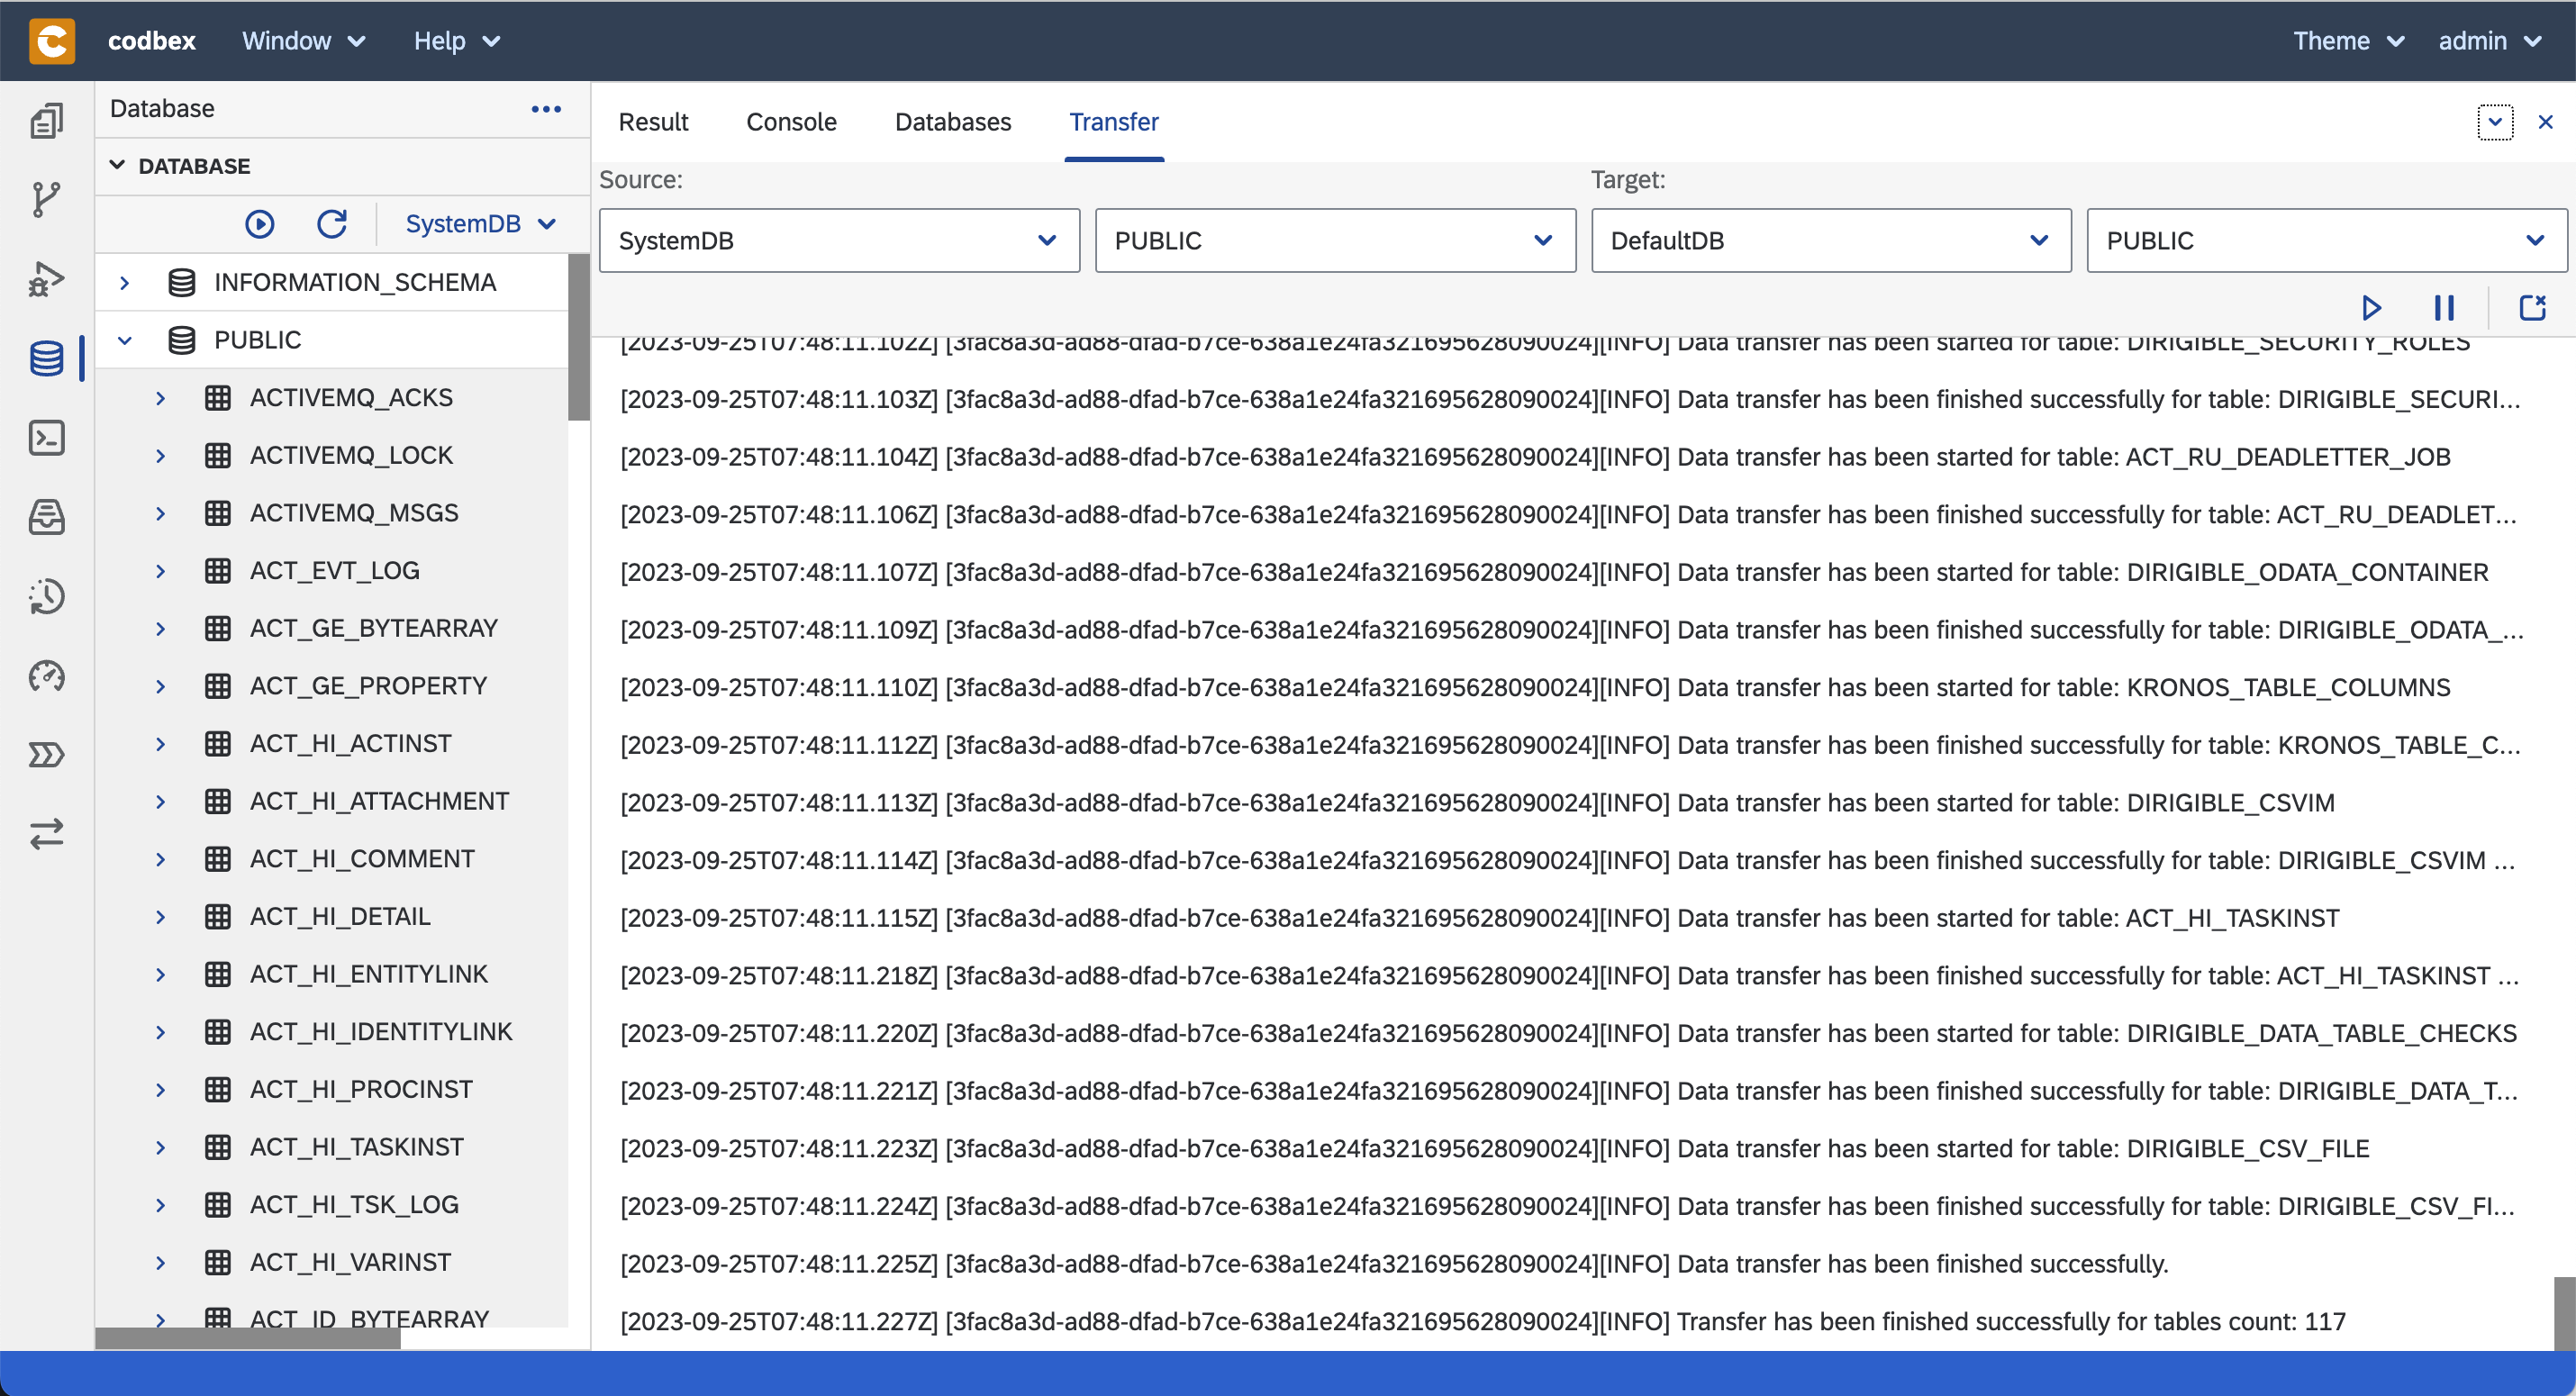 codbex Window Help Theme admin
Database
DATABASE
SystemDB
INFORMATION_SCHEMA
PUBLIC
ACTIVEMQ_ACKS
ACTIVEMQ_LOCK
ACTIVEMQ_MSGS
ACT_EVT_LOG
ACT_GE_BYTEARRAY
ACT_GE_PROPERTY
ACT_HI_ACTINST
ACT_HI_ATTACHMENT
ACT_HI_COMMENT
ACT_HI_DETAIL
ACT_HI_ENTITYLINK
ACT_HI_IDENTITYLINK
ACT_HI_PROCINST
ACT_HI_TASKINST
ACT_HI_TSK_LOG
ACT_HI_VARINST
ACT_ID_BYTEARRAY
Result Console Databases Transfer
Source: Target:
SystemDB PUBLIC DefaultDB PUBLIC
[2023-09-25T07:48:11.102Z] [3fac8a3d-ad88-dfad-b7ce-638a1e24fa321695628090024][INFO] Data transfer has been started for table: DIRIGIBLE_SECURITY_ROLES
[2023-09-25T07:48:11.103Z] [3fac8a3d-ad88-dfad-b7ce-638a1e24fa321695628090024][INFO] Data transfer has been finished successfully for table: DIRIGIBLE_SECURI...
[2023-09-25T07:48:11.104Z] [3fac8a3d-ad88-dfad-b7ce-638a1e24fa321695628090024][INFO] Data transfer has been started for table: ACT_RU_DEADLETTER_JOB
[2023-09-25T07:48:11.106Z] [3fac8a3d-ad88-dfad-b7ce-638a1e24fa321695628090024][INFO] Data transfer has been finished successfully for table: ACT_RU_DEADLET...
[2023-09-25T07:48:11.107Z] [3fac8a3d-ad88-dfad-b7ce-638a1e24fa321695628090024][INFO] Data transfer has been started for table: DIRIGIBLE_ODATA_CONTAINER
[2023-09-25T07:48:11.109Z] [3fac8a3d-ad88-dfad-b7ce-638a1e24fa321695628090024][INFO] Data transfer has been finished successfully for table: DIRIGIBLE_ODATA_...
[2023-09-25T07:48:11.110Z] [3fac8a3d-ad88-dfad-b7ce-638a1e24fa321695628090024][INFO] Data transfer has been started for table: KRONOS_TABLE_COLUMNS
[2023-09-25T07:48:11.112Z] [3fac8a3d-ad88-dfad-b7ce-638a1e24fa321695628090024][INFO] Data transfer has been finished successfully for table: KRONOS_TABLE_C...
[2023-09-25T07:48:11.113Z] [3fac8a3d-ad88-dfad-b7ce-638a1e24fa321695628090024][INFO] Data transfer has been started for table: DIRIGIBLE_CSVIM
[2023-09-25T07:48:11.114Z] [3fac8a3d-ad88-dfad-b7ce-638a1e24fa321695628090024][INFO] Data transfer has been finished successfully for table: DIRIGIBLE_CSVIM ...
[2023-09-25T07:48:11.115Z] [3fac8a3d-ad88-dfad-b7ce-638a1e24fa321695628090024][INFO] Data transfer has been started for table: ACT_HI_TASKINST
[2023-09-25T07:48:11.218Z] [3fac8a3d-ad88-dfad-b7ce-638a1e24fa321695628090024][INFO] Data transfer has been finished successfully for table: ACT_HI_TASKINST ...
[2023-09-25T07:48:11.220Z] [3fac8a3d-ad88-dfad-b7ce-638a1e24fa321695628090024][INFO] Data transfer has been started for table: DIRIGIBLE_DATA_TABLE_CHECKS
[2023-09-25T07:48:11.221Z] [3fac8a3d-ad88-dfad-b7ce-638a1e24fa321695628090024][INFO] Data transfer has been finished successfully for table: DIRIGIBLE_DATA_T...
[2023-09-25T07:48:11.223Z] [3fac8a3d-ad88-dfad-b7ce-638a1e24fa321695628090024][INFO] Data transfer has been started for table: DIRIGIBLE_CSV_FILE
[2023-09-25T07:48:11.224Z] [3fac8a3d-ad88-dfad-b7ce-638a1e24fa321695628090024][INFO] Data transfer has been finished successfully for table: DIRIGIBLE_CSV_FI...
[2023-09-25T07:48:11.225Z] [3fac8a3d-ad88-dfad-b7ce-638a1e24fa321695628090024][INFO] Data transfer has been finished successfully.
[2023-09-25T07:48:11.227Z] [3fac8a3d-ad88-dfad-b7ce-638a1e24fa321695628090024][INFO] Transfer has been finished successfully for tables count: 117